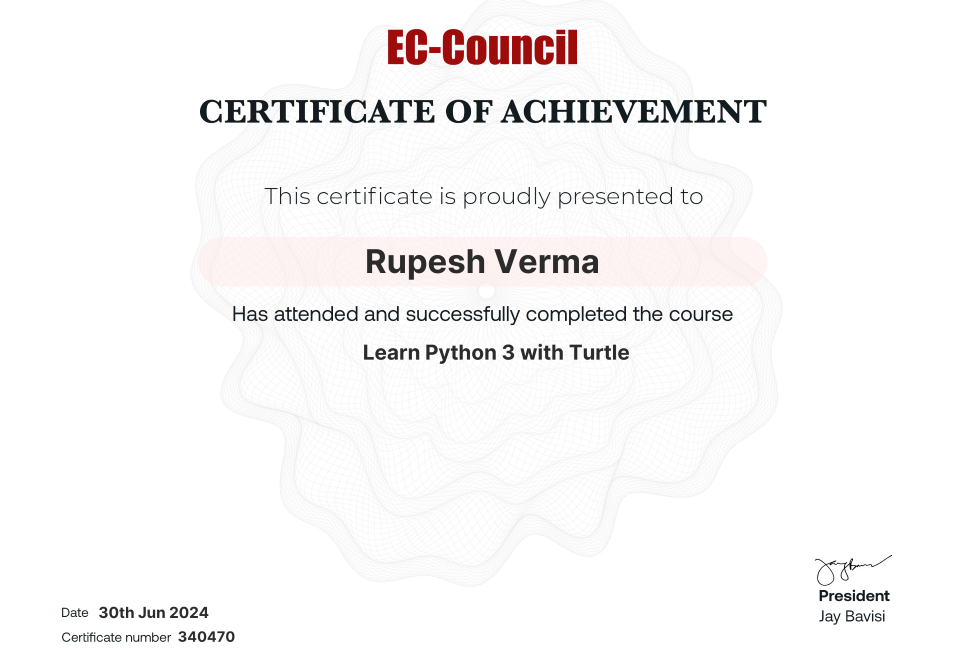 EC-Council
CERTIFICATE OF ACHIEVEMENT
This certificate is proudly presented to
Rupesh Verma
Has attended and successfully completed the course
Learn Python 3 with Turtle
President
Jay Bavisi
Date 30th Jun 2024
Certificate number 340470